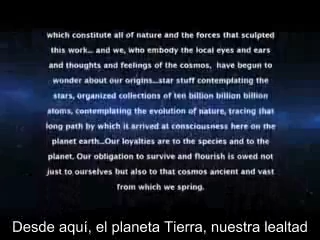 which constitute all of nature and the forces that sculpted
this work... and we, who embody the local eyes and ears
and thoughts and feelings of the cosmos,  have begun to
wonder about our origins...star stuff contemplating the
stars, organized collections of ten billion billion billion
atoms, contemplating the evolution of nature, tracing that
long path by which is arrived at consciousness here on the
planet earth...Our loyalties are to the species and to the
planet. Our obligation to survive and flourish is owed not
just to ourselves but also to that cosmos ancient and vast
from which we spring.
Desde aquí, el planeta Tierra, nuestra lealtad